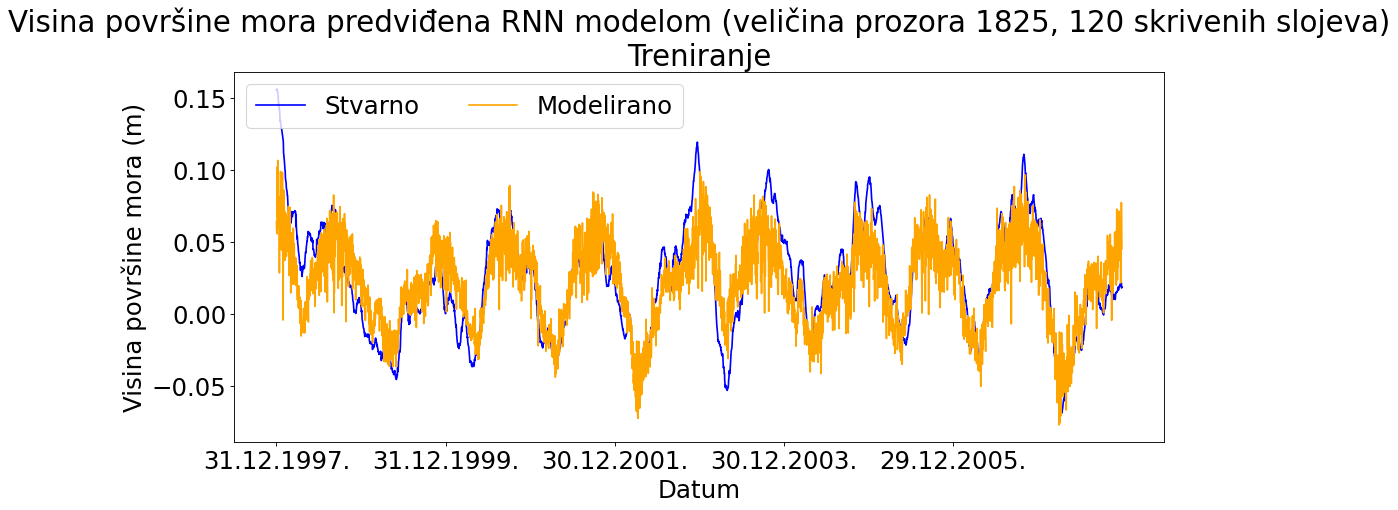 Visina površine mora predviđena RNN modelom (veličina prozora 1825, 120 skrivenih slojeva)
Treniranje
Stvarno Modelirano
Visina površine mora (m)
0.15
0.10
0.05
0.00
−0.05
31.12.1997. 31.12.1999. 30.12.2001. 30.12.2003. 29.12.2005.
Datum